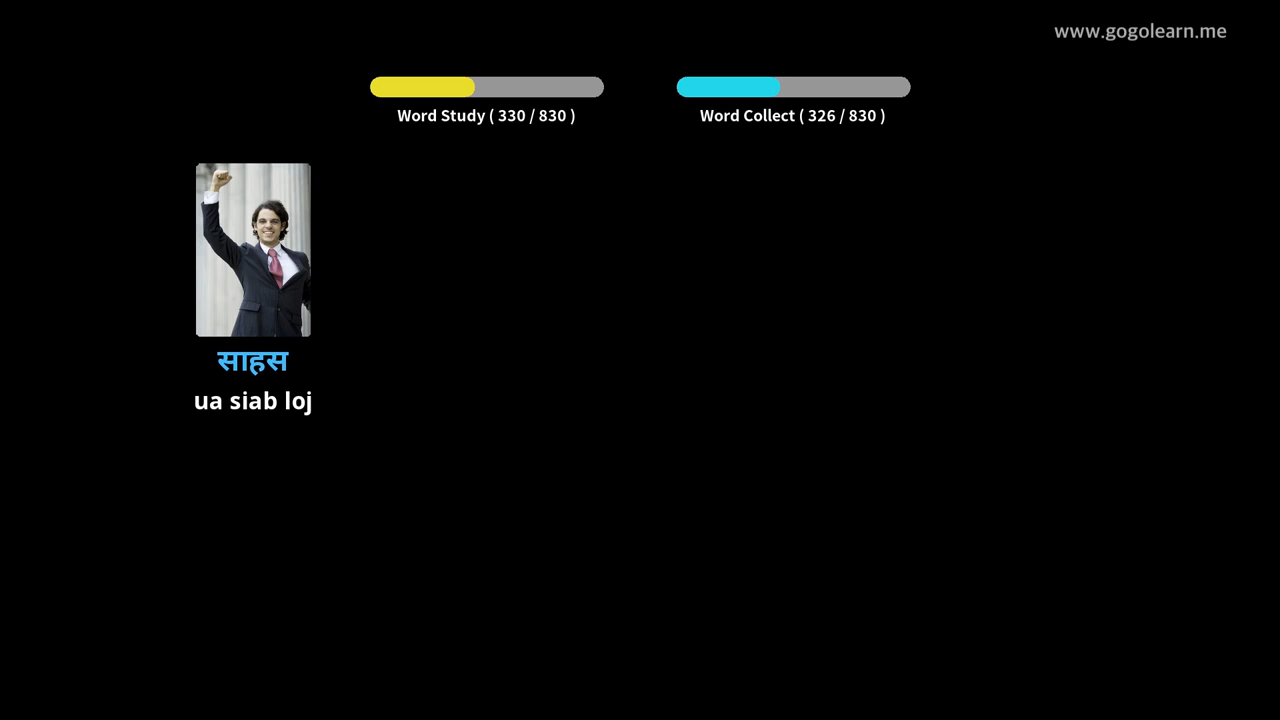 www.gogolearn.me
Word Study ( 330 / 830 )
Word Collect ( 326 / 830 )
साहस
ua siab loj